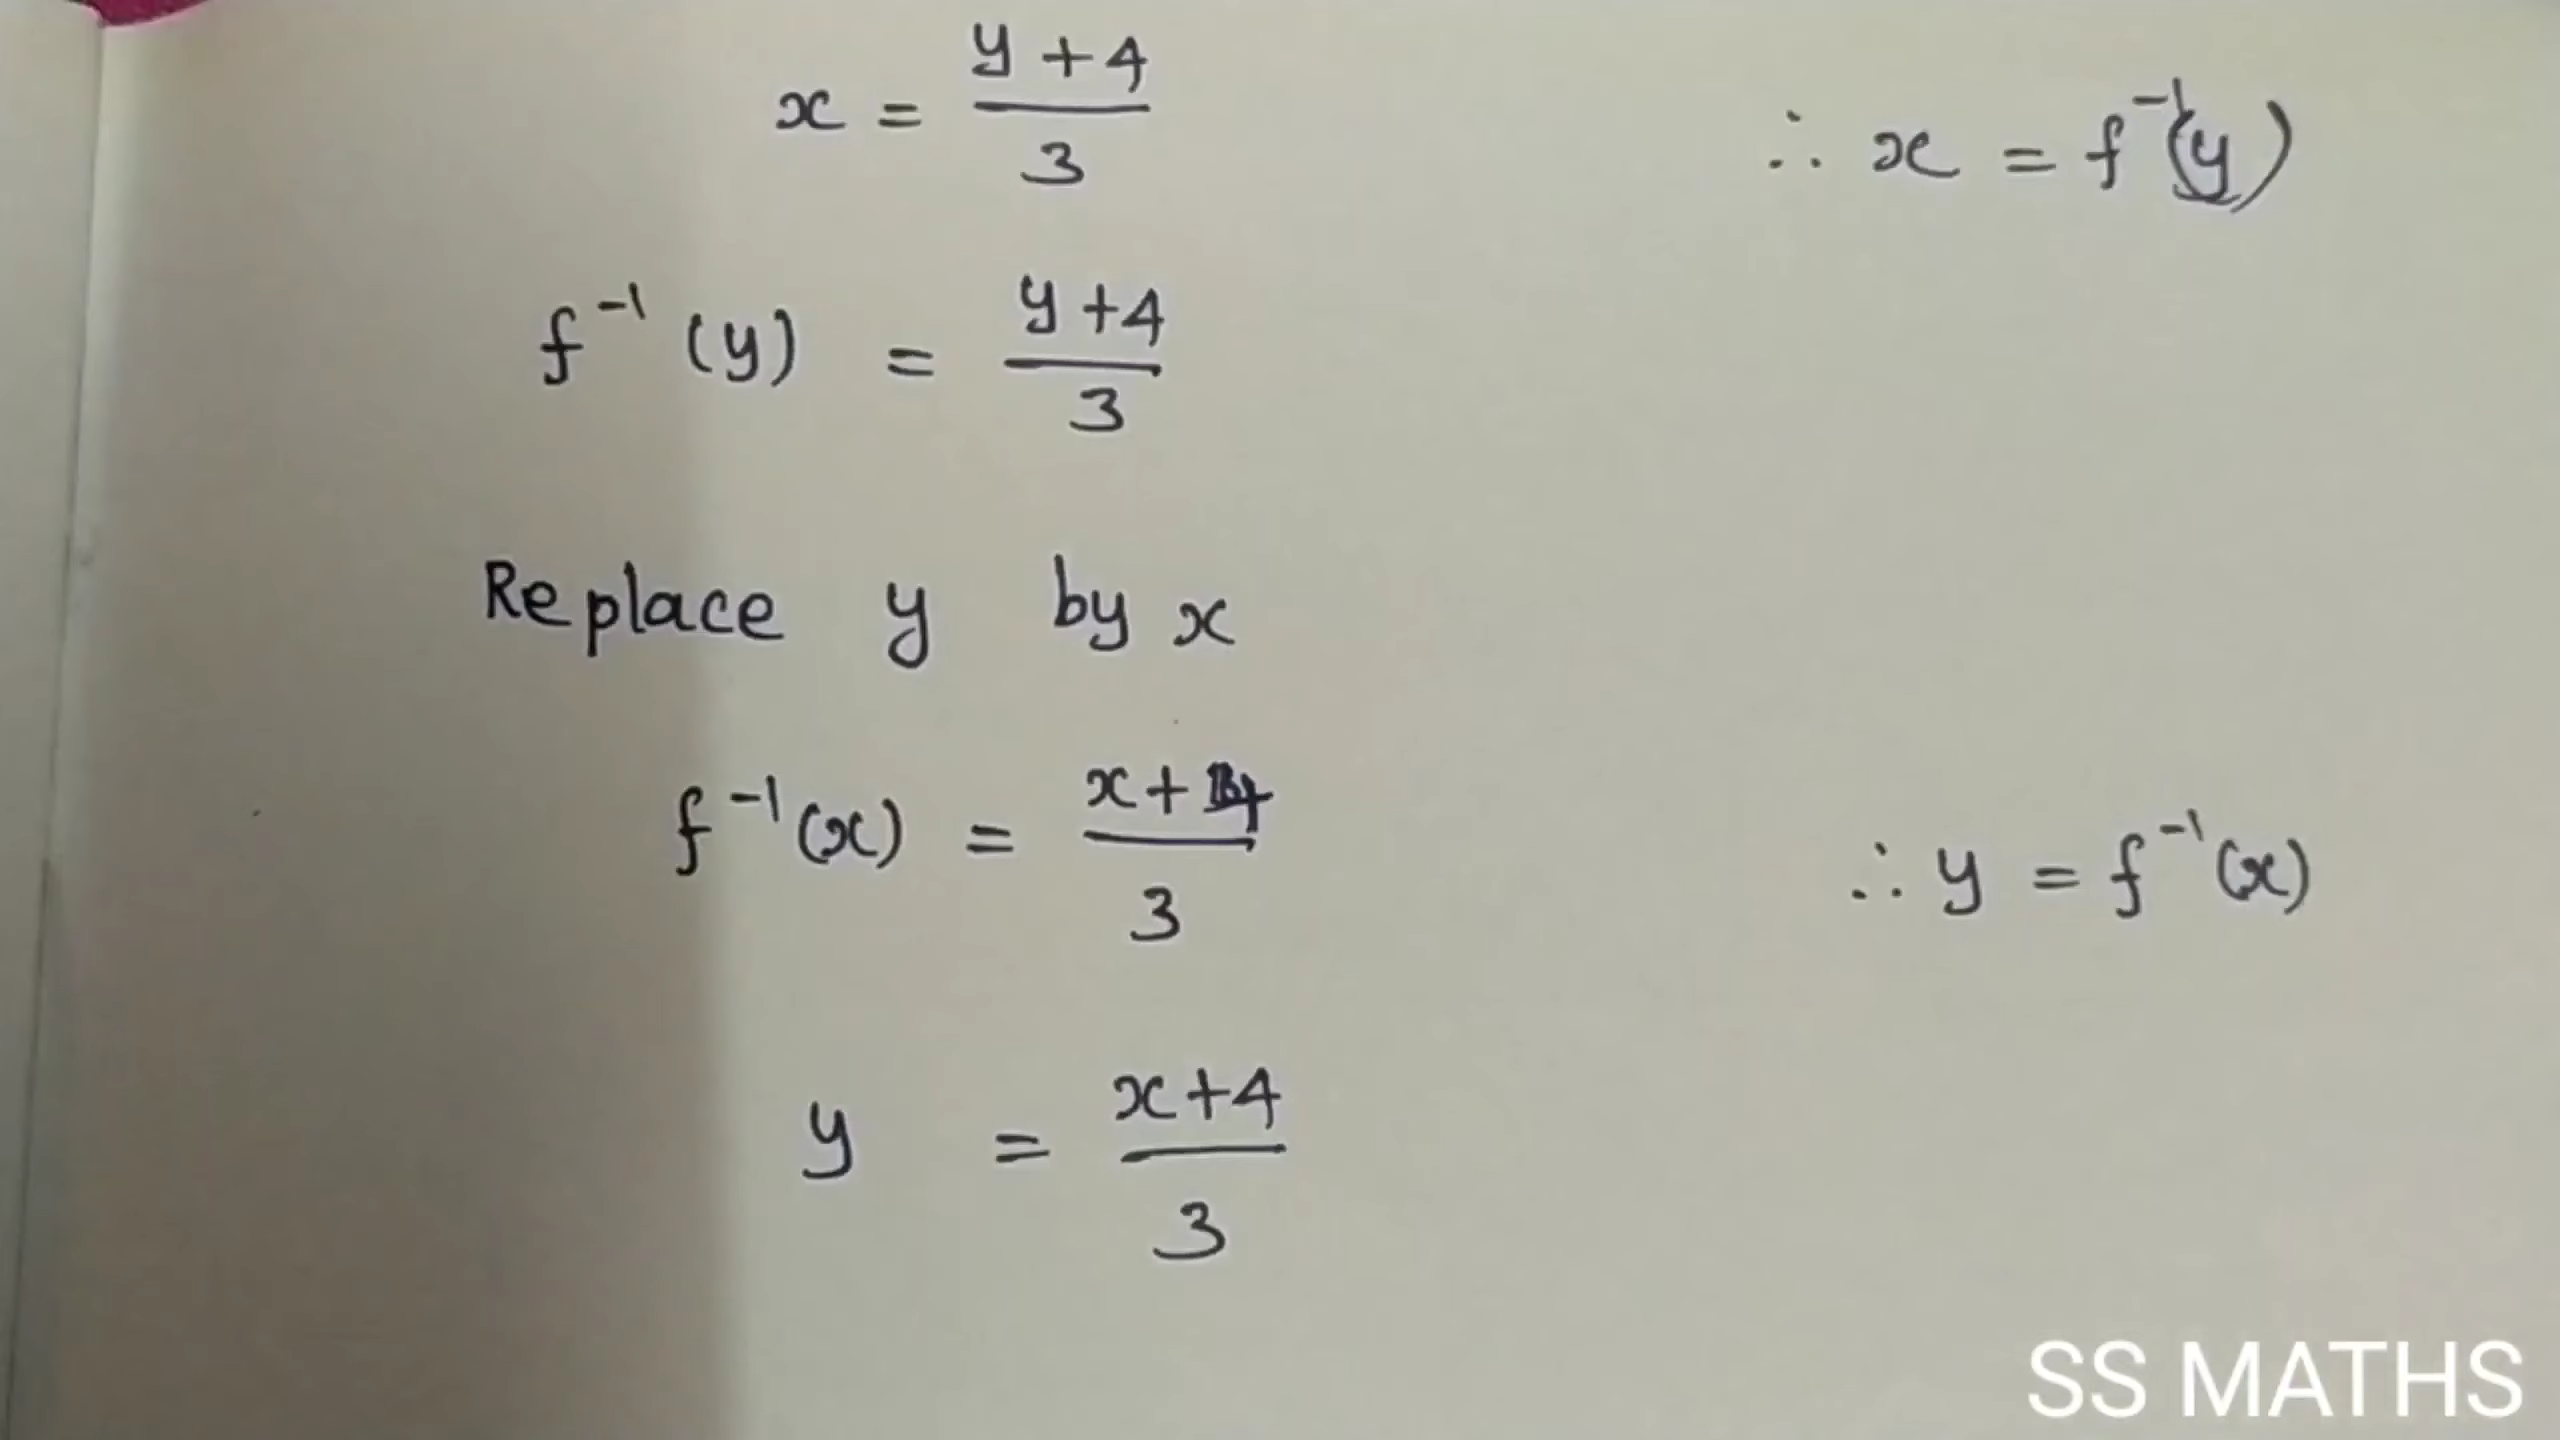 x = y + 4 / 3 ∴ x = f⁻¹(y)
f⁻¹ (y) = y + 4 / 3
Replace y by x
f⁻¹(x) = x + 4 / 3 ∴ y = f⁻¹(x)
y = x + 4 / 3
SS MATHS